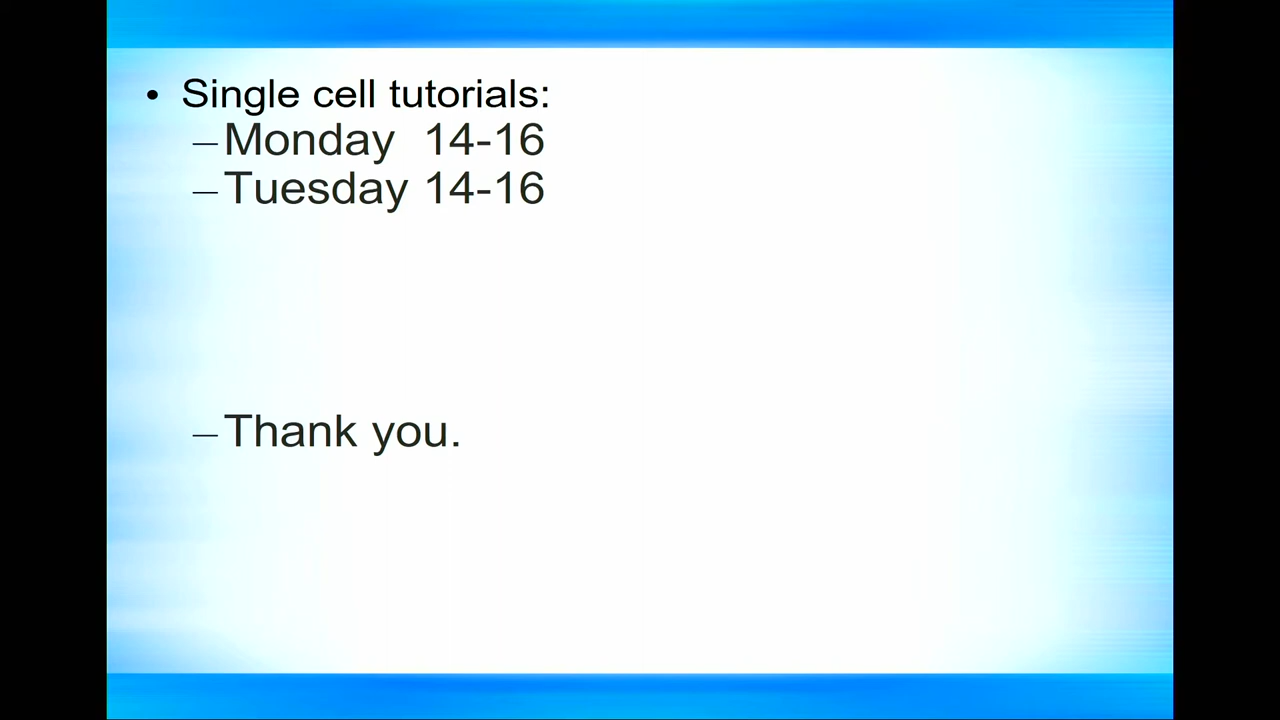 • Single cell tutorials:
–Monday 14-16
–Tuesday 14-16
–Thank you.